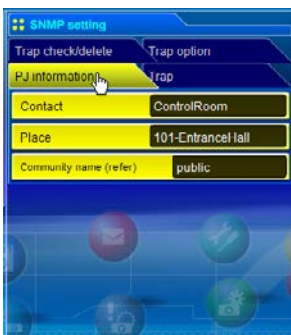 SNMP setting
Trap check/delete Trap option
PJ information Trap
Contact ControlRoom
Place 101-EntranceHall
Community name (refer) public